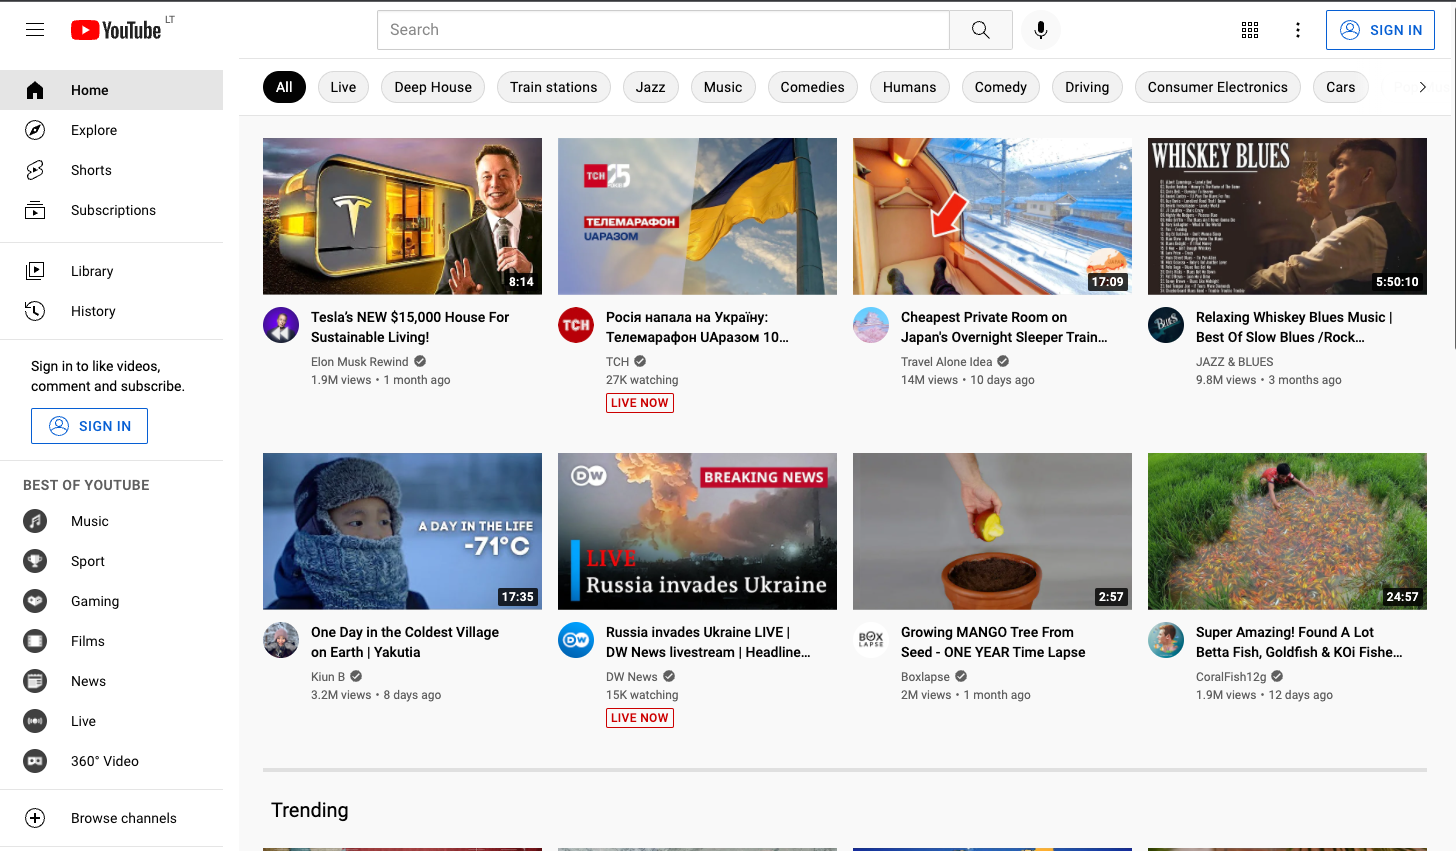 YouTube LT
Search
SIGN IN
Home
Explore
Shorts
Subscriptions
Library
History
Sign in to like videos,
comment and subscribe.
SIGN IN
BEST OF YOUTUBE
Music
Sport
Gaming
Films
News
Live
360° Video
Browse channels
All
Live
Deep House
Train stations
Jazz
Music
Comedies
Humans
Comedy
Driving
Consumer Electronics
Cars
8:14
Tesla's NEW $15,000 House For
Sustainable Living!
Elon Musk Rewind
1.9M views • 1 month ago
ТСН 25
ТЕЛЕМАРАФОН
UАРАЗОМ
ТСН
Росія напала на Україну:
Телемарафон UАразом 10...
ТСН
27K watching
LIVE NOW
17:09
Cheapest Private Room on
Japan's Overnight Sleeper Train...
Travel Alone Idea
14M views • 10 days ago
WHISKEY BLUES
5:50:10
BLUES
Relaxing Whiskey Blues Music |
Best Of Slow Blues /Rock...
JAZZ & BLUES
9.8M views • 3 months ago
A DAY IN THE LIFE
-71°C
17:35
One Day in the Coldest Village
on Earth | Yakutia
Kiun B
3.2M views • 8 days ago
DW
BREAKING NEWS
LIVE
Russia invades Ukraine
DW
Russia invades Ukraine LIVE |
DW News livestream | Headline...
DW News
15K watching
LIVE NOW
2:57
BOX
LAPSE
Growing MANGO Tree From
Seed - ONE YEAR Time Lapse
Boxlapse
2M views • 1 month ago
24:57
Super Amazing! Found A Lot
Betta Fish, Goldfish & KOi Fishe...
CoralFish12g
1.9M views • 12 days ago
Trending